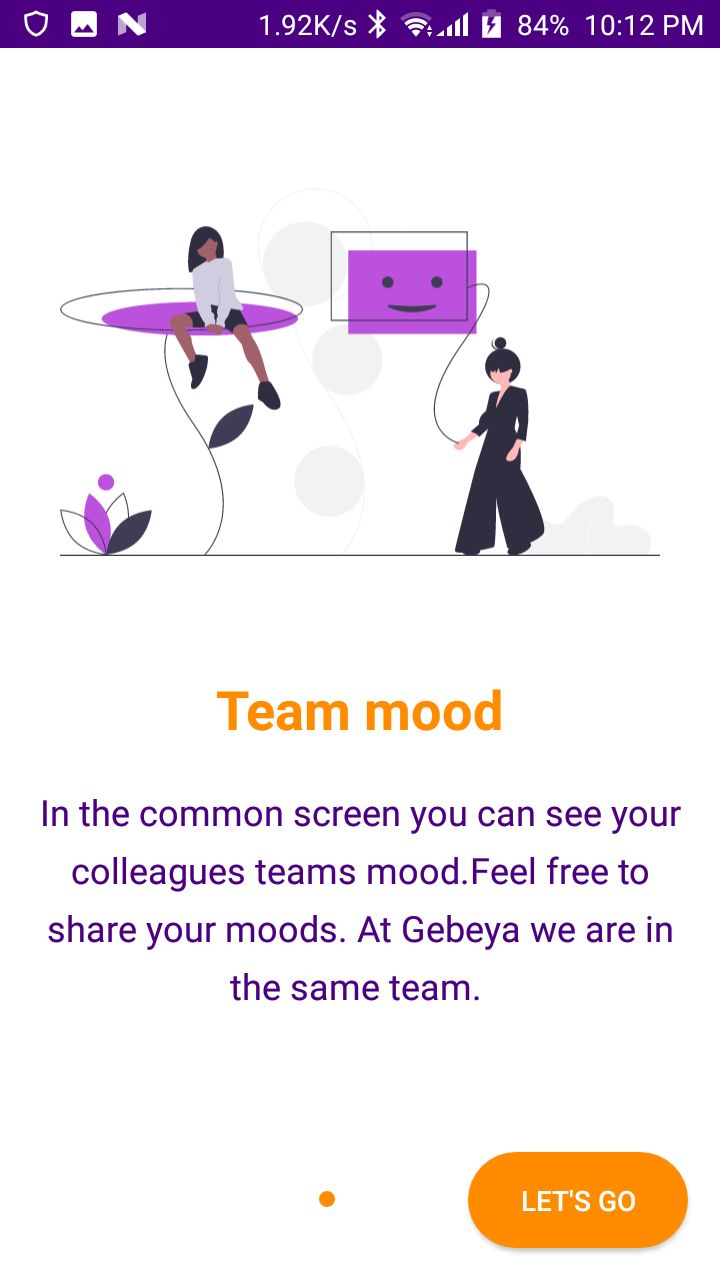 1.92K/s 84% 10:12 PM
Team mood
In the common screen you can see your
colleagues teams mood.Feel free to
share your moods. At Gebeya we are in
the same team.
LET'S GO